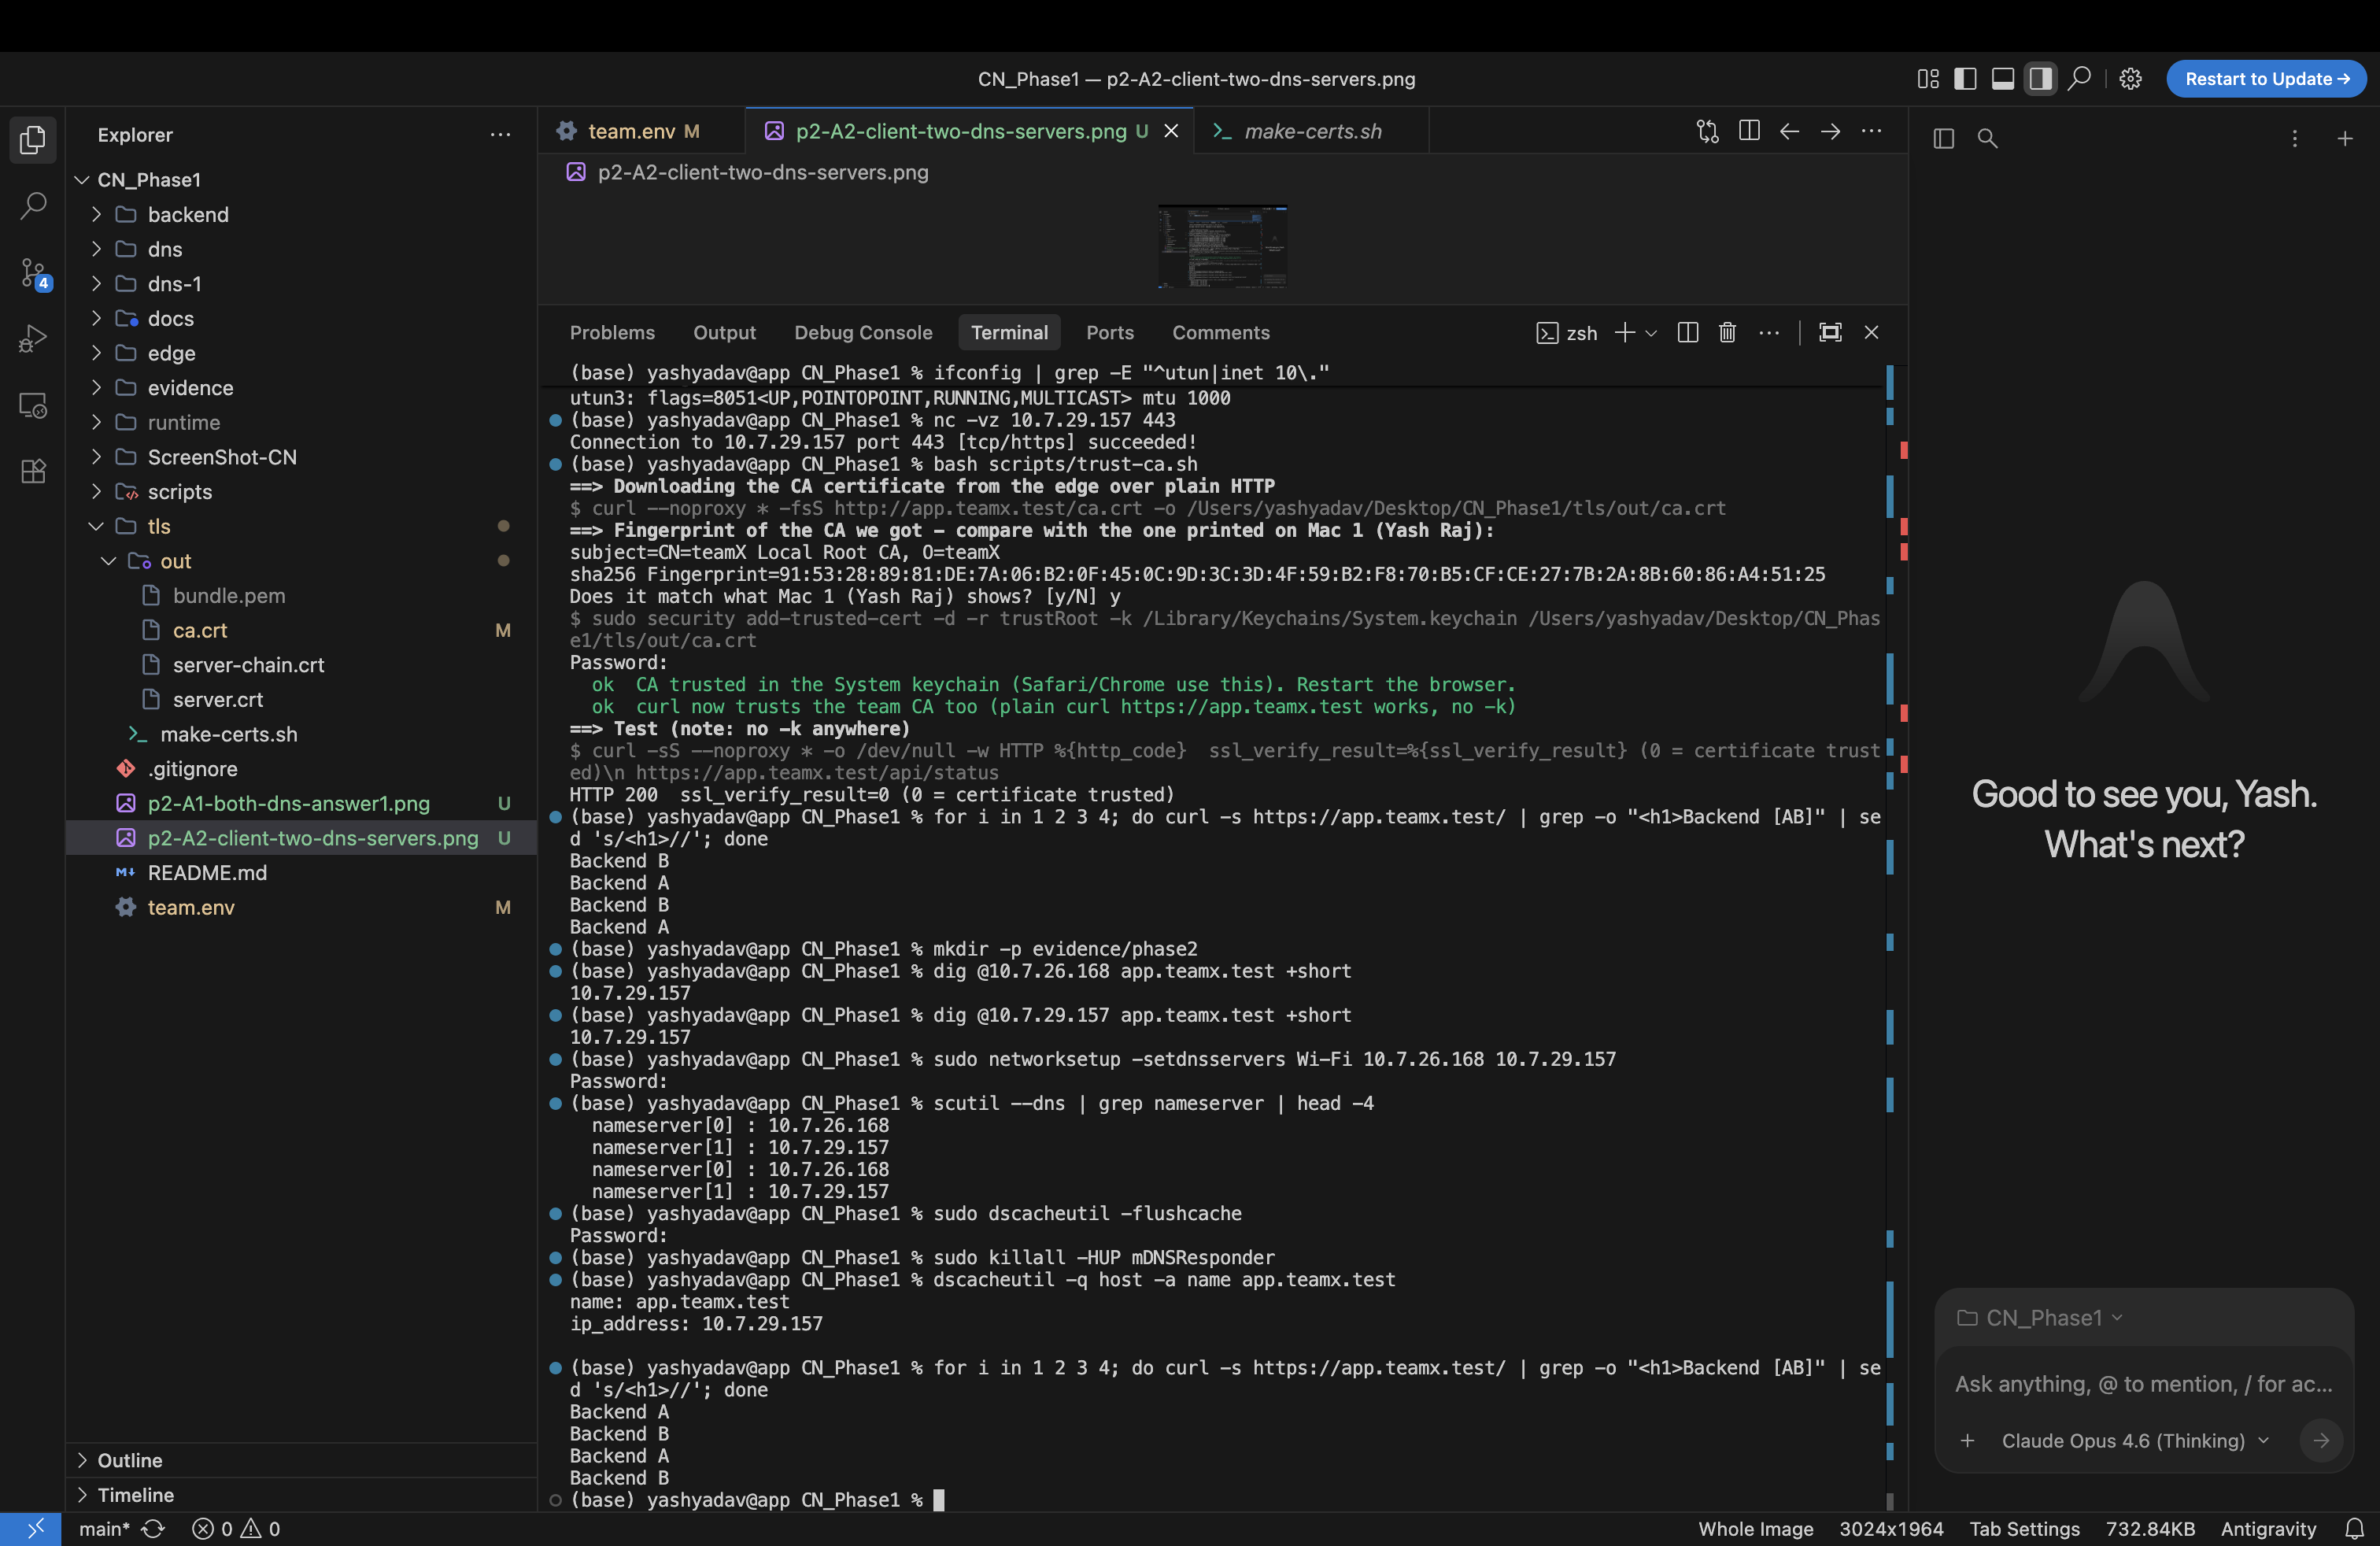 CN_Phase1 — p2-A2-client-two-dns-servers.png
Restart to Update →
Explorer
CN_Phase1
backend
dns
dns-1
docs
edge
evidence
runtime
ScreenShot-CN
scripts
tls
out
bundle.pem
ca.crt M
server-chain.crt
server.crt
make-certs.sh
.gitignore
p2-A1-both-dns-answer1.png U
p2-A2-client-two-dns-servers.png U
README.md
team.env M
Outline
Timeline
4
team.env M
p2-A2-client-two-dns-servers.png U
make-certs.sh
p2-A2-client-two-dns-servers.png
Problems Output Debug Console Terminal Ports Comments
zsh
(base) yashyadav@app CN_Phase1 % ifconfig | grep -E "^utun|inet 10\."
utun3: flags=8051<UP,POINTOPOINT,RUNNING,MULTICAST> mtu 1000
(base) yashyadav@app CN_Phase1 % nc -vz 10.7.29.157 443
Connection to 10.7.29.157 port 443 [tcp/https] succeeded!
(base) yashyadav@app CN_Phase1 % bash scripts/trust-ca.sh
==> Downloading the CA certificate from the edge over plain HTTP
$ curl --noproxy * -fsS http://app.teamx.test/ca.crt -o /Users/yashyadav/Desktop/CN_Phase1/tls/out/ca.crt
==> Fingerprint of the CA we got - compare with the one printed on Mac 1 (Yash Raj):
subject=CN=teamX Local Root CA, O=teamX
sha256 Fingerprint=91:53:28:89:81:DE:7A:06:B2:0F:45:0C:9D:3C:3D:4F:59:B2:F8:70:B5:CF:CE:27:7B:2A:8B:60:86:A4:51:25
Does it match what Mac 1 (Yash Raj) shows? [y/N] y
$ sudo security add-trusted-cert -d -r trustRoot -k /Library/Keychains/System.keychain /Users/yashyadav/Desktop/CN_Phas
e1/tls/out/ca.crt
Password:
ok CA trusted in the System keychain (Safari/Chrome use this). Restart the browser.
ok curl now trusts the team CA too (plain curl https://app.teamx.test works, no -k)
==> Test (note: no -k anywhere)
$ curl -sS --noproxy * -o /dev/null -w HTTP %{http_code}  ssl_verify_result=%{ssl_verify_result} (0 = certificate trust
ed)\n https://app.teamx.test/api/status
HTTP 200  ssl_verify_result=0 (0 = certificate trusted)
(base) yashyadav@app CN_Phase1 % for i in 1 2 3 4; do curl -s https://app.teamx.test/ | grep -o "<h1>Backend [AB]" | se
d 's/<h1>//'; done
Backend B
Backend A
Backend B
Backend A
(base) yashyadav@app CN_Phase1 % mkdir -p evidence/phase2
(base) yashyadav@app CN_Phase1 % dig @10.7.26.168 app.teamx.test +short
10.7.29.157
(base) yashyadav@app CN_Phase1 % dig @10.7.29.157 app.teamx.test +short
10.7.29.157
(base) yashyadav@app CN_Phase1 % sudo networksetup -setdnsservers Wi-Fi 10.7.26.168 10.7.29.157
Password:
(base) yashyadav@app CN_Phase1 % scutil --dns | grep nameserver | head -4
nameserver[0] : 10.7.26.168
nameserver[1] : 10.7.29.157
nameserver[0] : 10.7.26.168
nameserver[1] : 10.7.29.157
(base) yashyadav@app CN_Phase1 % sudo dscacheutil -flushcache
Password:
(base) yashyadav@app CN_Phase1 % sudo killall -HUP mDNSResponder
(base) yashyadav@app CN_Phase1 % dscacheutil -q host -a name app.teamx.test
name: app.teamx.test
ip_address: 10.7.29.157
(base) yashyadav@app CN_Phase1 % for i in 1 2 3 4; do curl -s https://app.teamx.test/ | grep -o "<h1>Backend [AB]" | se
d 's/<h1>//'; done
Backend A
Backend B
Backend A
Backend B
(base) yashyadav@app CN_Phase1 %
Good to see you, Yash.
What's next?
CN_Phase1
Ask anything, @ to mention, / for ac...
Claude Opus 4.6 (Thinking)
main* 0 0
Whole Image 3024x1964 Tab Settings 732.84KB Antigravity